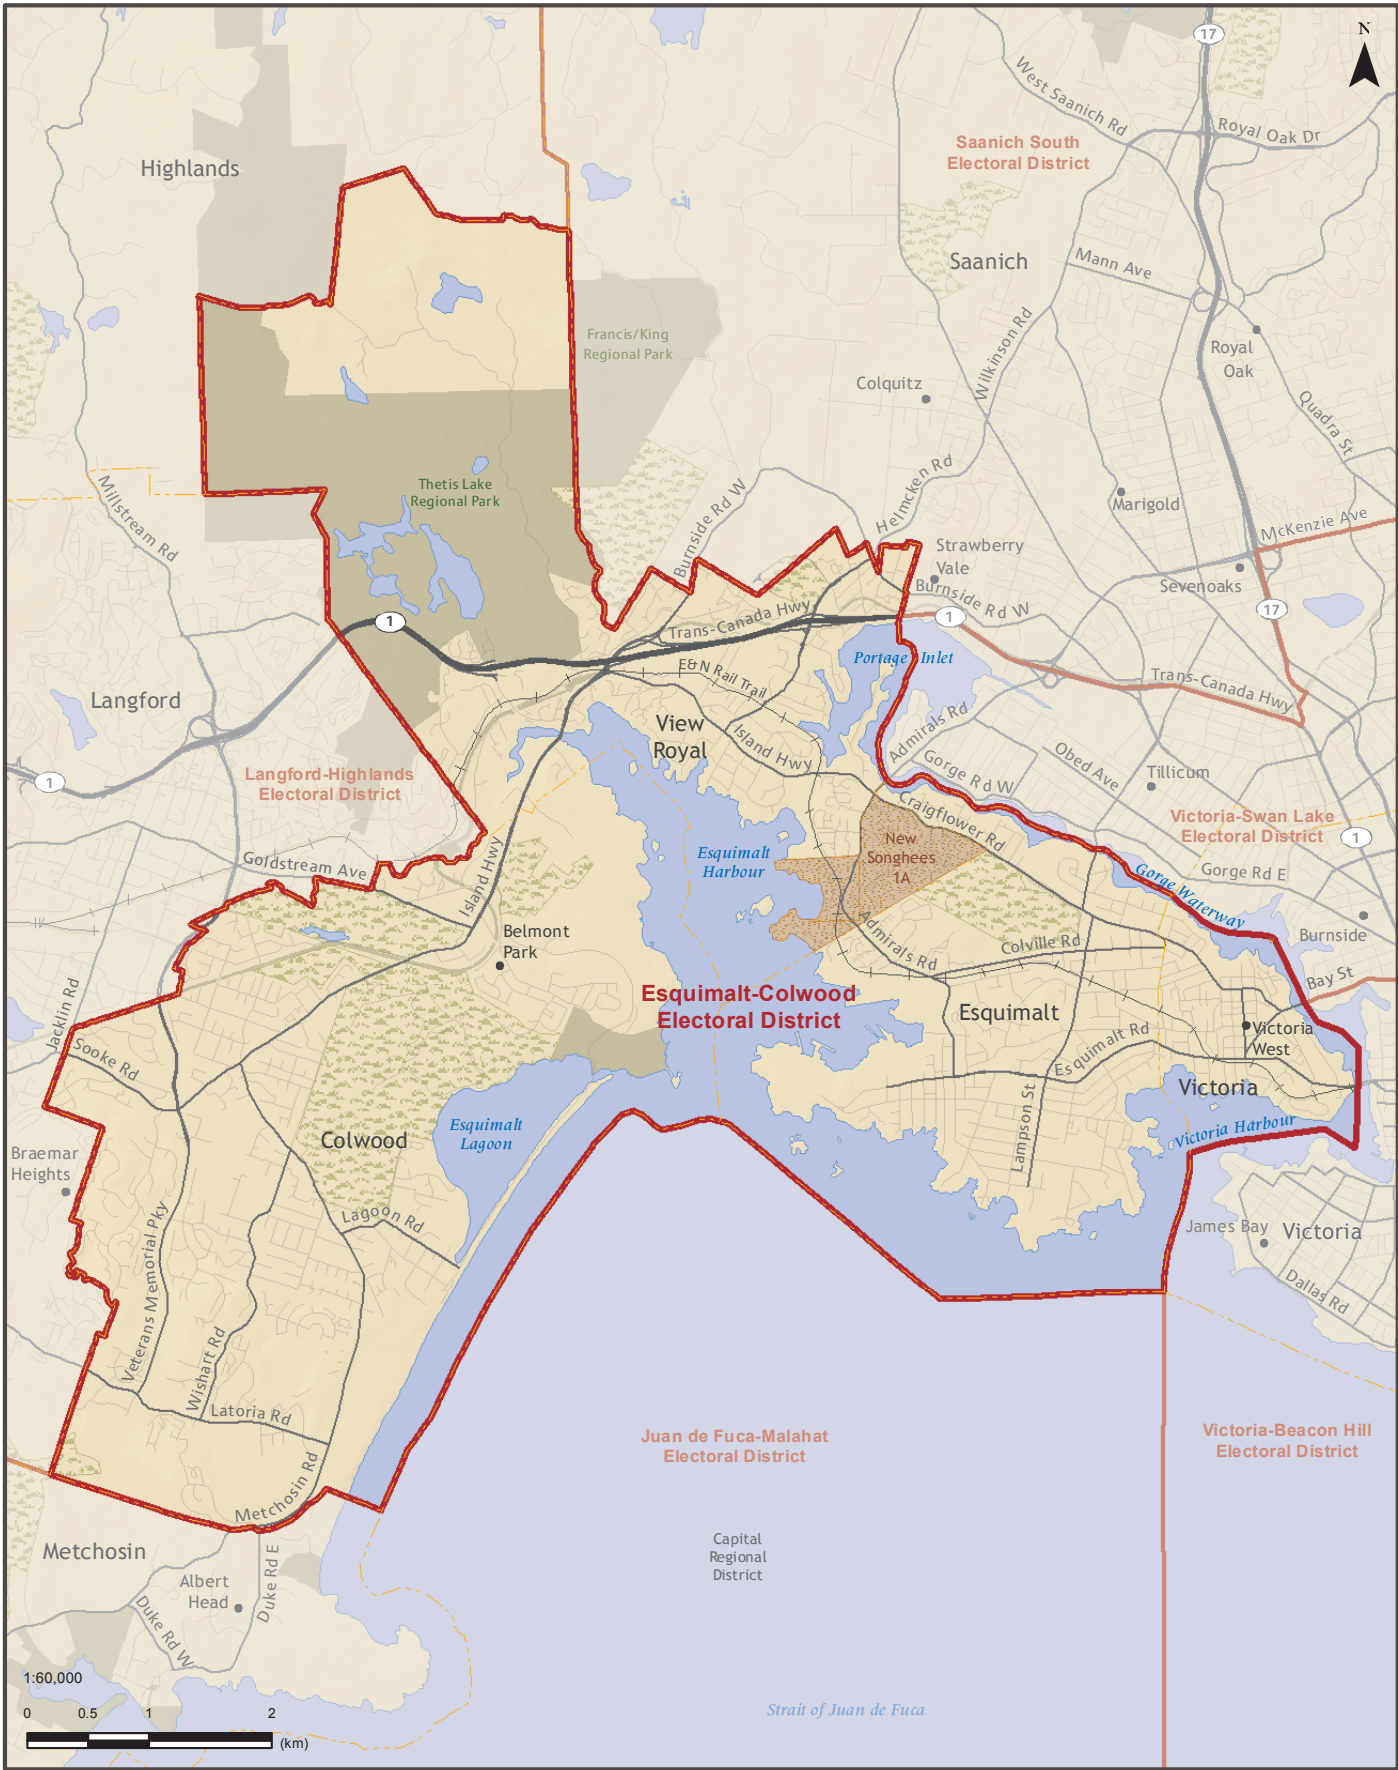 N
17
West Saanich Rd
Royal Oak Dr
Saanich South
Electoral District
Highlands
Saanich
Mann Ave
Francis/King
Regional Park
Wilkinson Rd
Royal
Oak
Colquitz
Quadra St
Thetis Lake
Regional Park
Millstream Rd
Burnside Rd W
Helmcken Rd
Marigold
McKenzie Ave
Strawberry
Vale
Sevenoaks
Burnside Rd W
17
1
Trans-Canada Hwy
1
Portage Inlet
E&N Rail Trail
Trans-Canada Hwy
Langford
View
Royal
Island Hwy
Admirals Rd
Gorge Rd W
Obed Ave
Tillicum
1
Langford-Highlands
Electoral District
Craigflower Rd
Victoria-Swan Lake
Electoral District
1
New
Songhees
1A
Esquimalt
Harbour
Goldstream Ave
Island Hwy
Gorge Rd E
Gorge Waterway
Burnside
Belmont
Park
Admirals Rd
Colville Rd
Bay St
Jacklin Rd
Esquimalt-Colwood
Electoral District
Esquimalt
Victoria
West
Sooke Rd
Esquimalt Rd
Victoria
Lampson St
Esquimalt
Lagoon
Colwood
Victoria Harbour
Braemar
Heights
Lagoon Rd
James Bay
Victoria
Veterans Memorial Pky
Dallas Rd
Wishart Rd
Latoria Rd
Juan de Fuca-Malahat
Electoral District
Victoria-Beacon Hill
Electoral District
Metchosin Rd
Metchosin
Capital
Regional
District
Albert
Head
Duke Rd E
Duke Rd W
1:60,000
0 0.5 1 2
(km)
Strait of Juan de Fuca